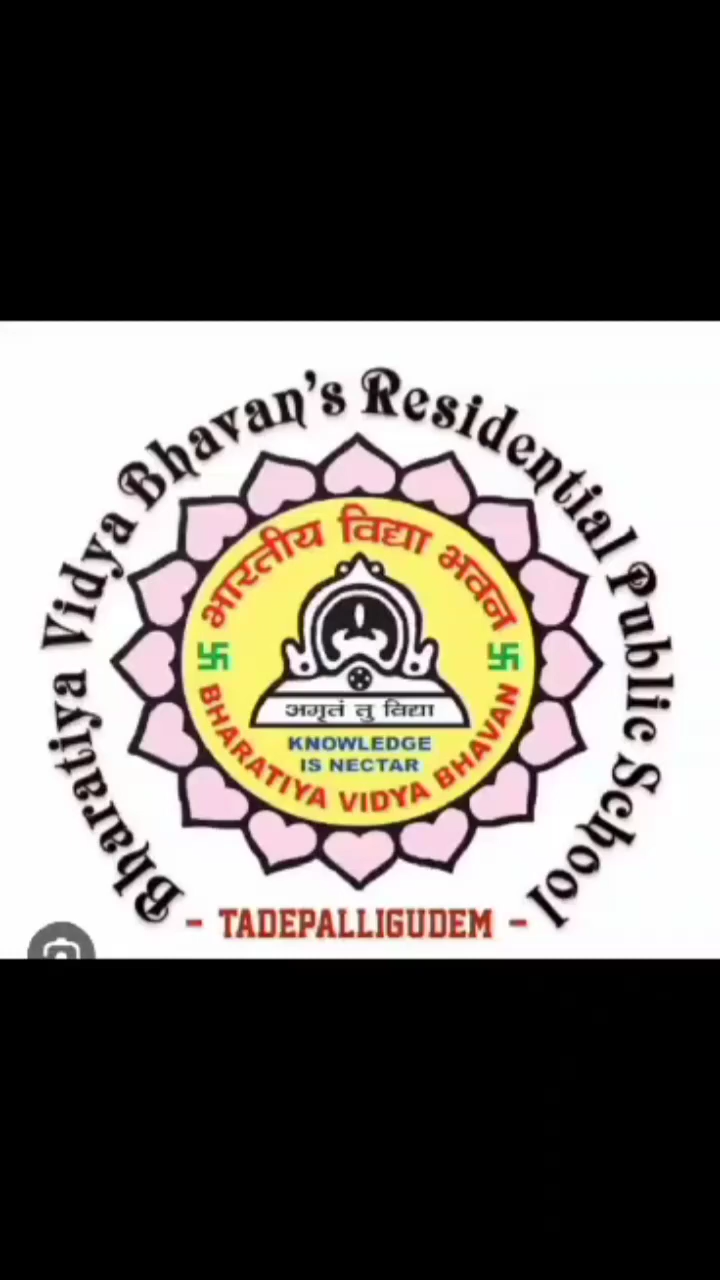 Bharatiya Vidya Bhavan's Residential Public School
भारतीय विद्या भवन
अमृतं तु विद्या
KNOWLEDGE
IS NECTAR
BHARATIYA VIDYA BHAVAN
- TADEPALLIGUDEM -